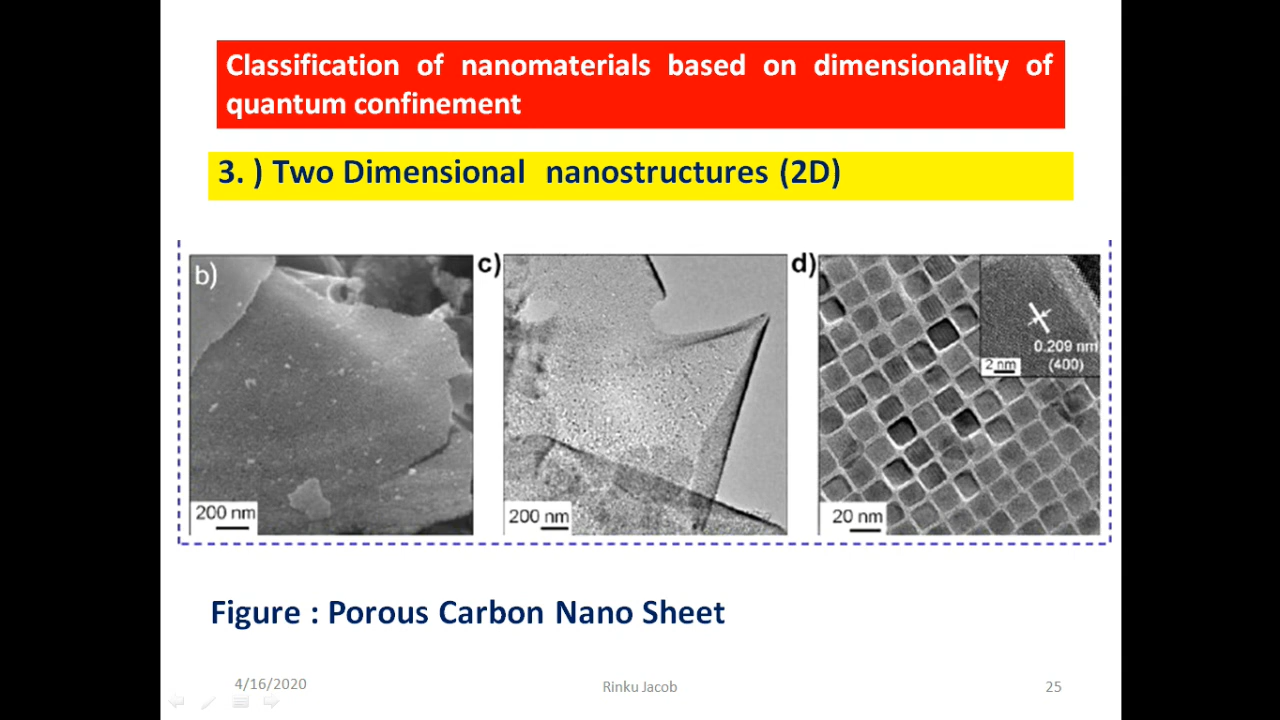 Classification of nanomaterials based on dimensionality of
quantum confinement
3. ) Two Dimensional nanostructures (2D)
b)
c)
d)
0.209 nm
(400)
2 nm
200 nm
200 nm
20 nm
Figure : Porous Carbon Nano Sheet
4/16/2020
Rinku Jacob
25